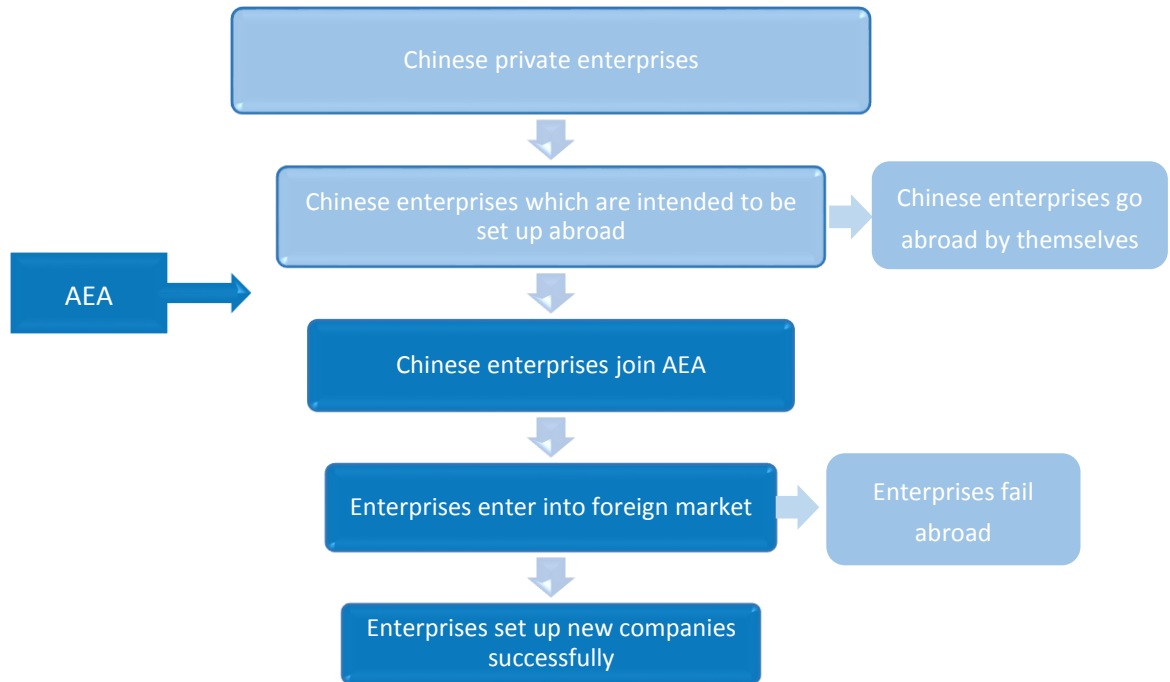 Chinese private enterprises
Chinese enterprises which are intended to be
set up abroad
Chinese enterprises go
abroad by themselves
AEA
Chinese enterprises join AEA
Enterprises enter into foreign market
Enterprises fail
abroad
Enterprises set up new companies
successfully